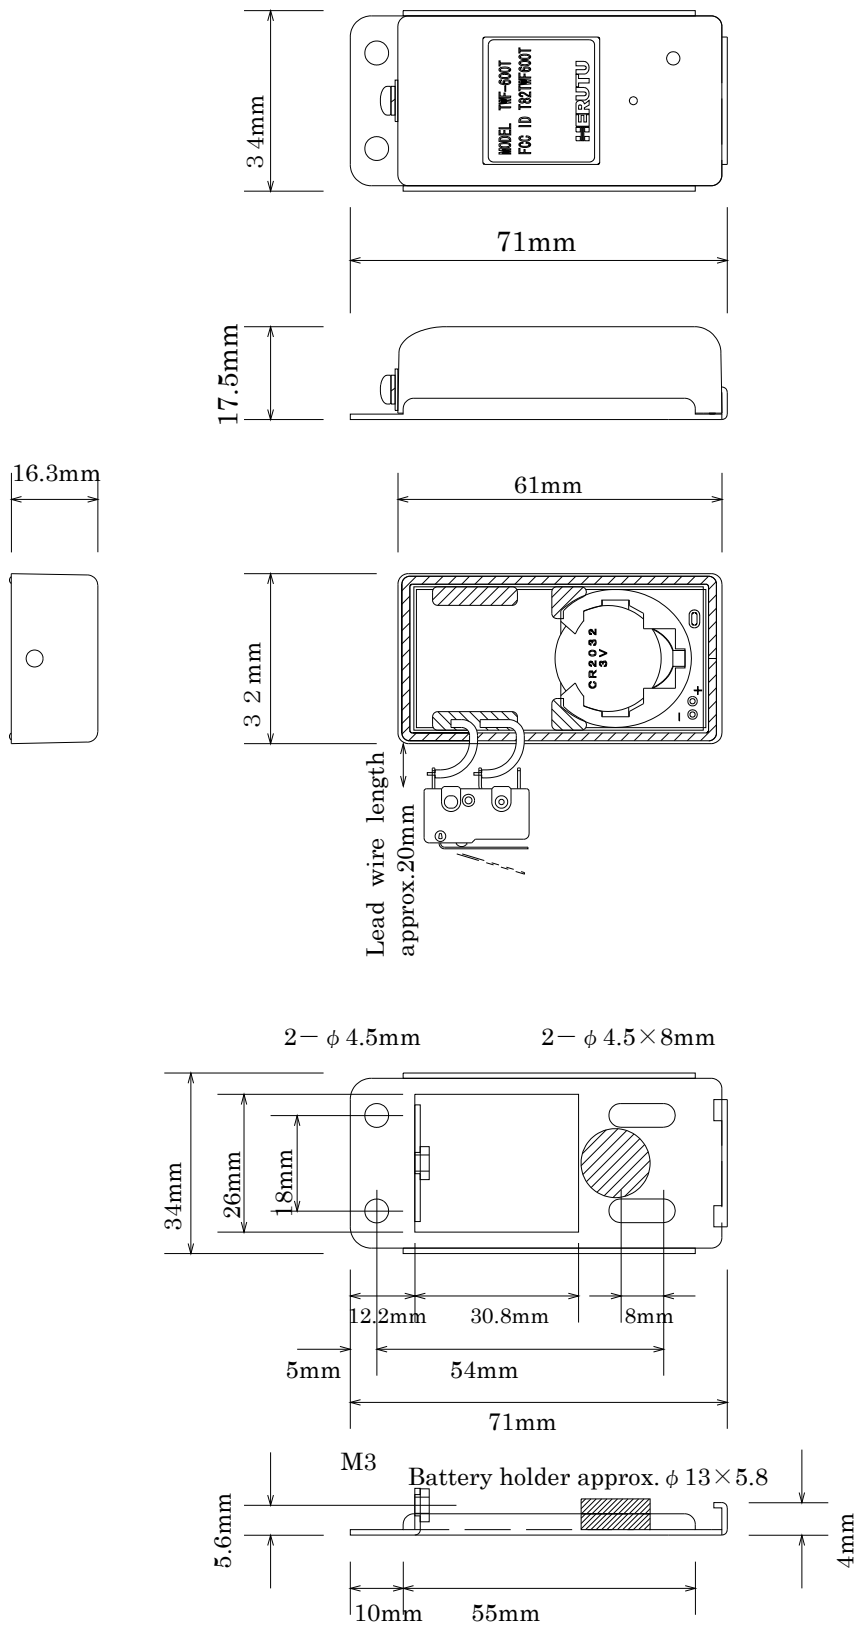 34mm
MODEL TWF-600T
FCC ID T82TWF600T
HERUTU
71mm
17.5mm
16.3mm
61mm
32mm
CR2032
3V
+
−
Lead wire length
approx.20mm
2－φ4.5mm
2－φ4.5×8mm
34mm
26mm
18mm
12.2mm
30.8mm
8mm
5mm
54mm
71mm
M3
Battery holder approx.φ13×5.8
5.6mm
4mm
10mm
55mm